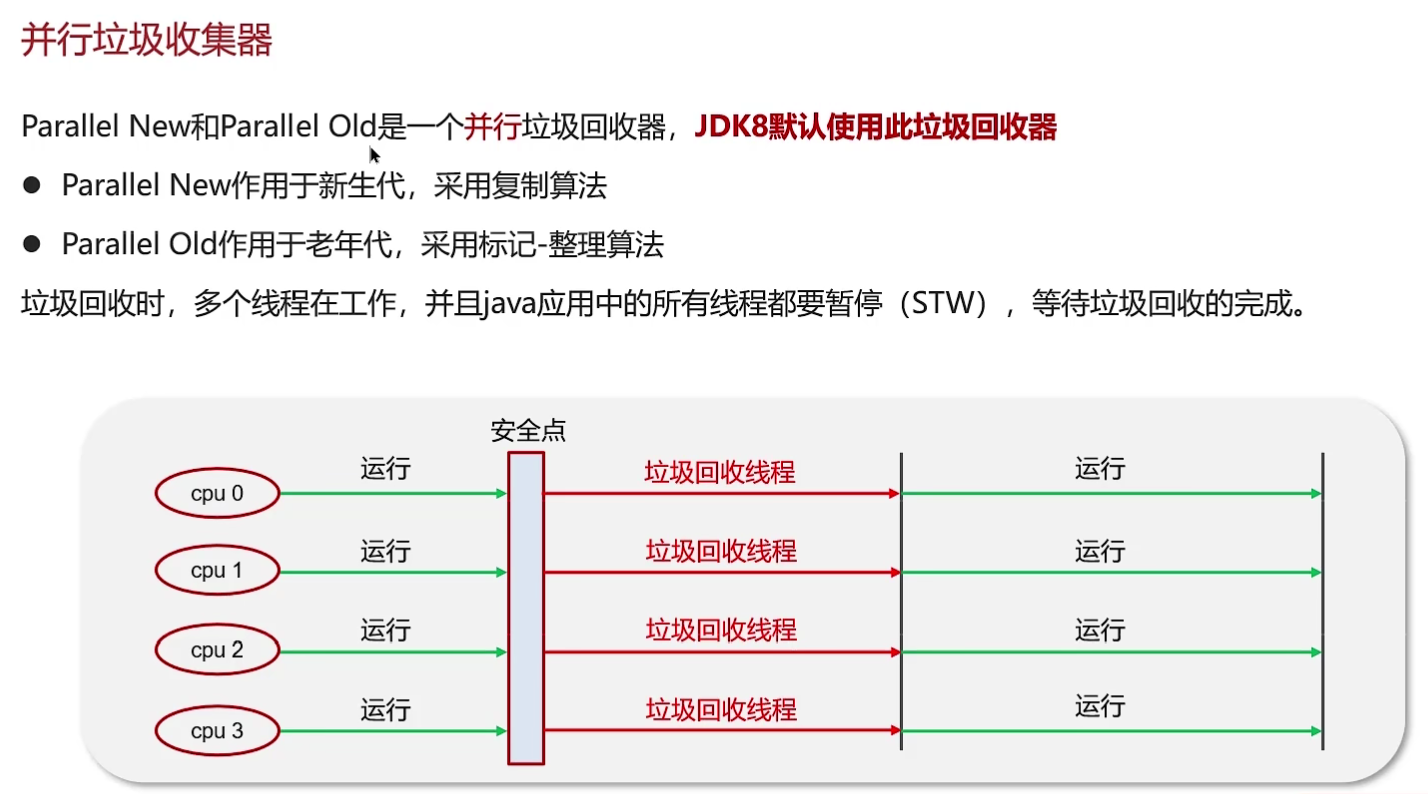 并行垃圾收集器
Parallel New和Parallel Old是一个并行垃圾回收器，JDK8默认使用此垃圾回收器
● Parallel New作用于新生代，采用复制算法
● Parallel Old作用于老年代，采用标记-整理算法
垃圾回收时，多个线程在工作，并且java应用中的所有线程都要暂停（STW），等待垃圾回收的完成。
安全点
cpu 0 运行 垃圾回收线程 运行
cpu 1 运行 垃圾回收线程 运行
cpu 2 运行 垃圾回收线程 运行
cpu 3 运行 垃圾回收线程 运行